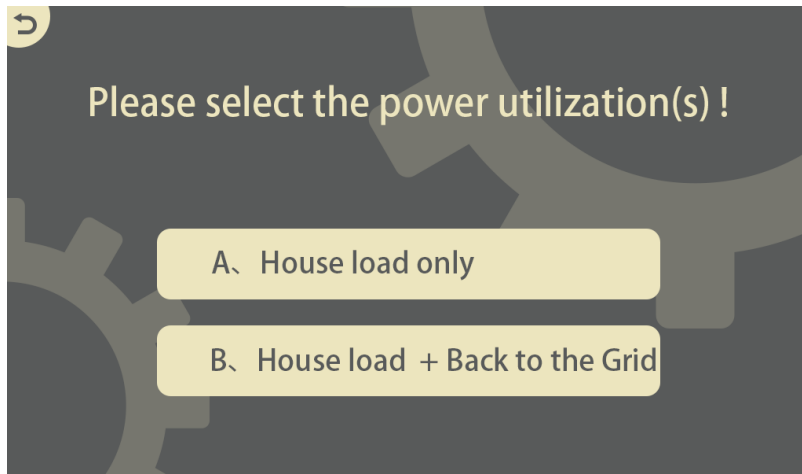 Please select the power utilization(s) !
A、House load only
B、House load + Back to the Grid